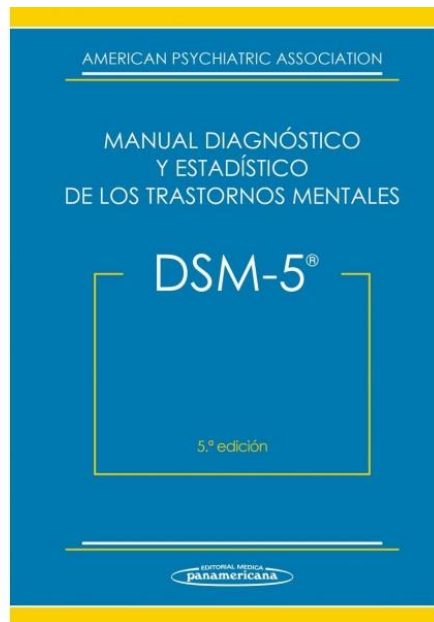 AMERICAN PSYCHIATRIC ASSOCIATION
MANUAL DIAGNÓSTICO
Y ESTADÍSTICO
DE LOS TRASTORNOS MENTALES
DSM-5®
5.ª edición
EDITORIAL MEDICA
panamericana